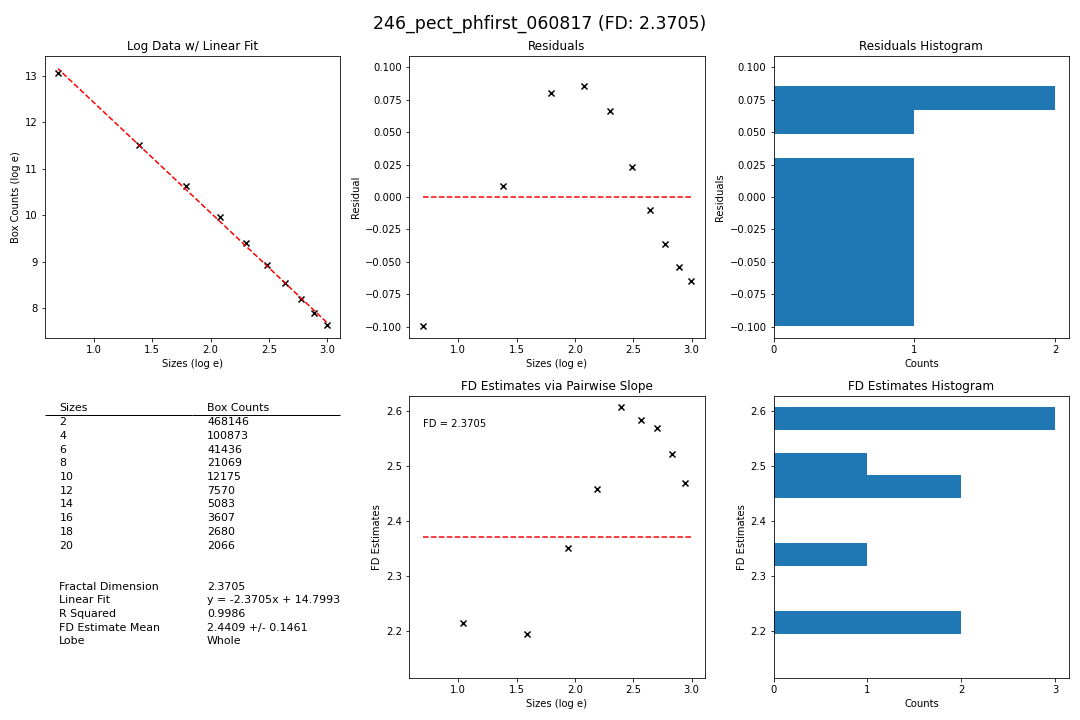 246_pect_phfirst_060817 (FD: 2.3705)
Log Data w/ Linear Fit
13
12
11
10
9
8
Box Counts (log e)
1.0 1.5 2.0 2.5 3.0
Sizes (log e)
Residuals
0.100
0.075
0.050
0.025
0.000
−0.025
−0.050
−0.075
−0.100
Residual
1.0 1.5 2.0 2.5 3.0
Sizes (log e)
Residuals Histogram
0.100
0.075
0.050
0.025
0.000
−0.025
−0.050
−0.075
−0.100
Residuals
0 1 2
Counts
Sizes Box Counts
2 468146
4 100873
6 41436
8 21069
10 12175
12 7570
14 5083
16 3607
18 2680
20 2066
Fractal Dimension 2.3705
Linear Fit y = -2.3705x + 14.7993
R Squared 0.9986
FD Estimate Mean 2.4409 +/- 0.1461
Lobe Whole
FD Estimates via Pairwise Slope
FD = 2.3705
2.6
2.5
2.4
2.3
2.2
FD Estimates
1.0 1.5 2.0 2.5 3.0
Sizes (log e)
FD Estimates Histogram
2.6
2.5
2.4
2.3
2.2
FD Estimates
0 1 2 3
Counts